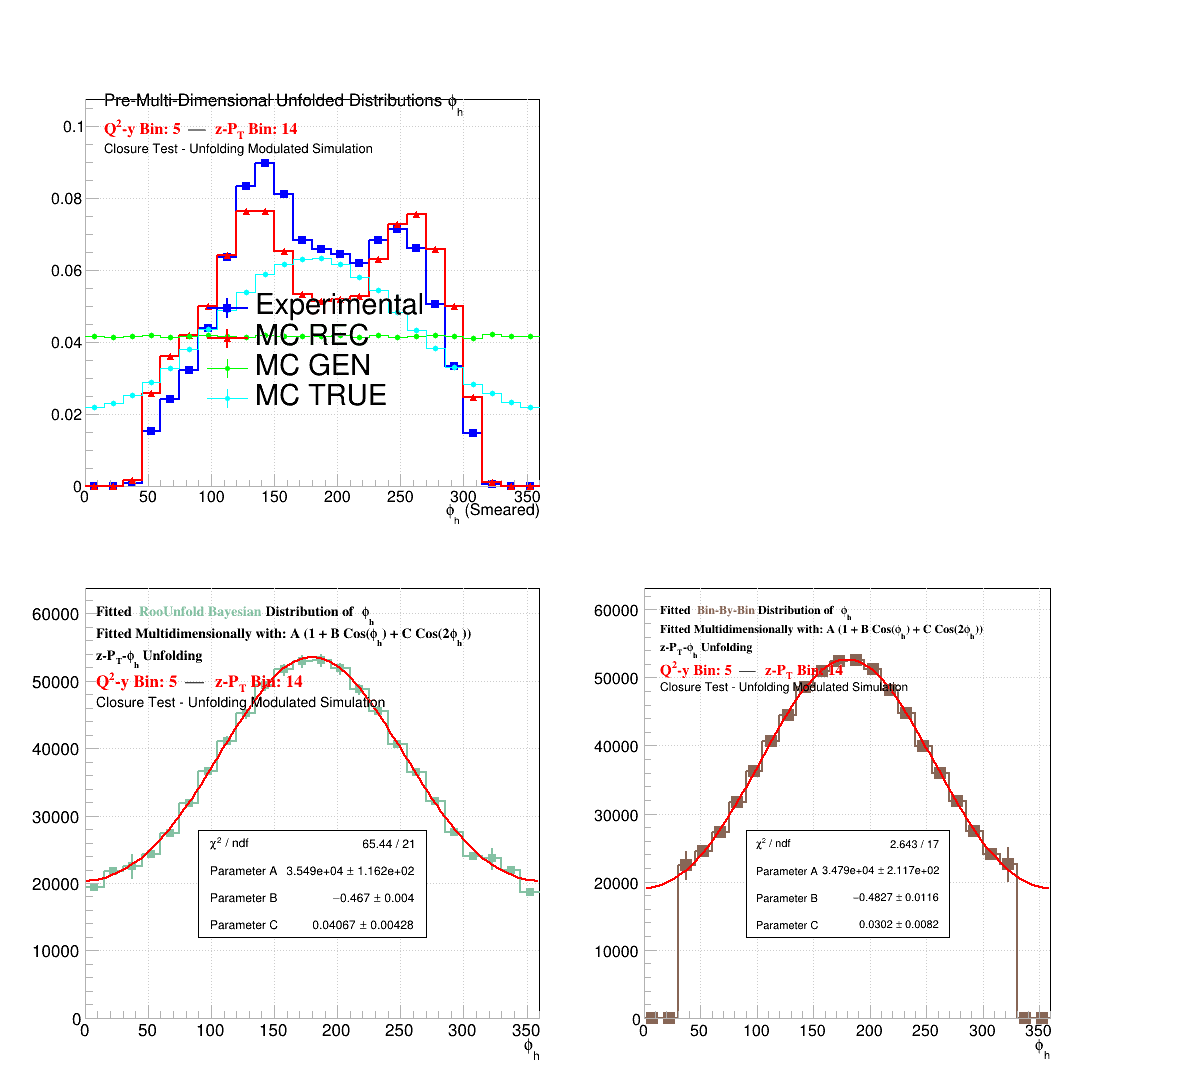 Pre-Multi-Dimensional Unfolded Distributions ϕh
Q2-y Bin: 5 — z-PT Bin: 14
Closure Test - Unfolding Modulated Simulation
0.1
0.08
0.06
0.04
0.02
0
Experimental
MC REC
MC GEN
MC TRUE
0 50 100 150 200 250 300 350
ϕh (Smeared)
Fitted RooUnfold Bayesian Distribution of ϕh
Fitted Multidimensionally with: A (1 + B Cos(ϕh) + C Cos(2ϕh))
z-PT-ϕh Unfolding
Q2-y Bin: 5 — z-PT Bin: 14
Closure Test - Unfolding Modulated Simulation
60000
50000
40000
30000
20000
10000
0
χ2 / ndf 65.44 / 21
Parameter A 3.549e+04 ± 1.162e+02
Parameter B −0.467 ± 0.004
Parameter C 0.04067 ± 0.00428
0 50 100 150 200 250 300 350
ϕh
Fitted Bin-By-Bin Distribution of ϕh
Fitted Multidimensionally with: A (1 + B Cos(ϕh) + C Cos(2ϕh))
z-PT-ϕh Unfolding
Q2-y Bin: 5 — z-PT Bin: 14
Closure Test - Unfolding Modulated Simulation
60000
50000
40000
30000
20000
10000
0
χ2 / ndf 2.643 / 17
Parameter A 3.479e+04 ± 2.117e+02
Parameter B −0.4827 ± 0.0116
Parameter C 0.0302 ± 0.0082
0 50 100 150 200 250 300 350
ϕh